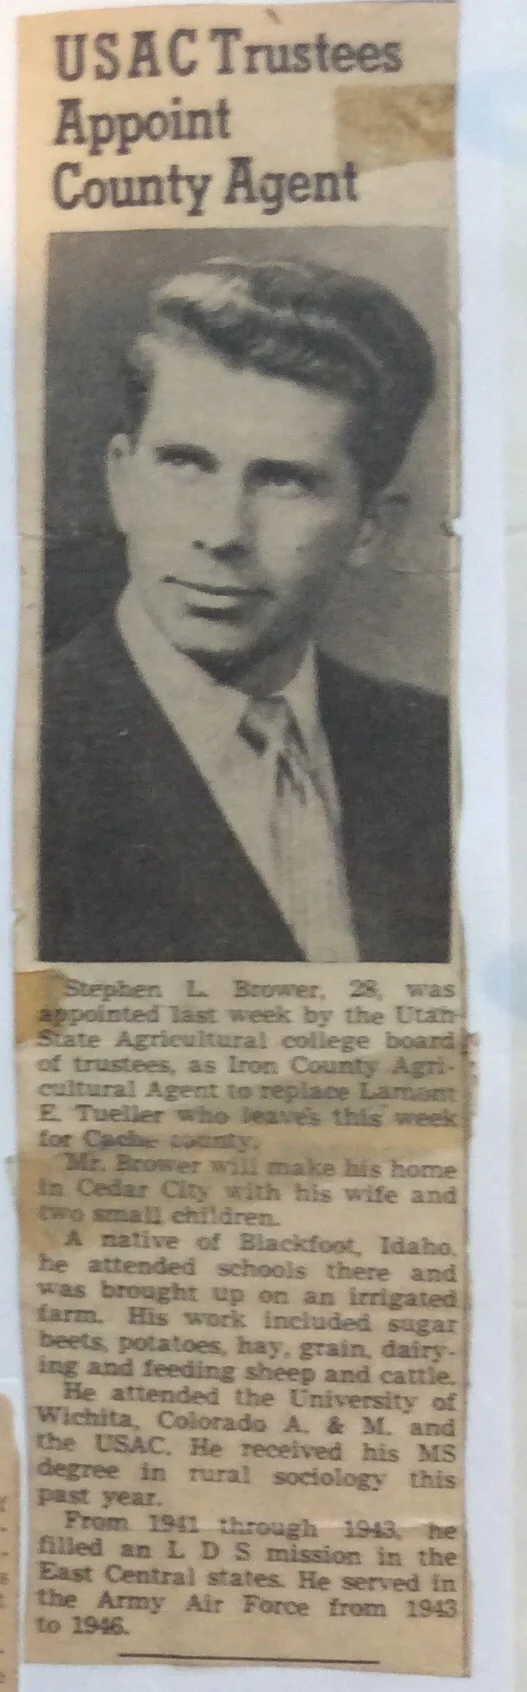 USAC Trustees
Appoint
County Agent
Stephen L. Brower, 28, was
appointed last week by the Utah
State Agricultural college board
of trustees, as Iron County Agri-
cultural Agent to replace Lamont
E. Tueller who leaves this week
for Cache county.
Mr. Brower will make his home
in Cedar City with his wife and
two small children.
A native of Blackfoot, Idaho,
he attended schools there and
was brought up on an irrigated
farm. His work included sugar
beets, potatoes, hay, grain, dairy-
ing and feeding sheep and cattle.
He attended the University of
Wichita, Colorado A. & M. and
the USAC. He received his MS
degree in rural sociology this
past year.
From 1941 through 1943, he
filled an L D S mission in the
East Central states. He served in
the Army Air Force from 1943
to 1946.